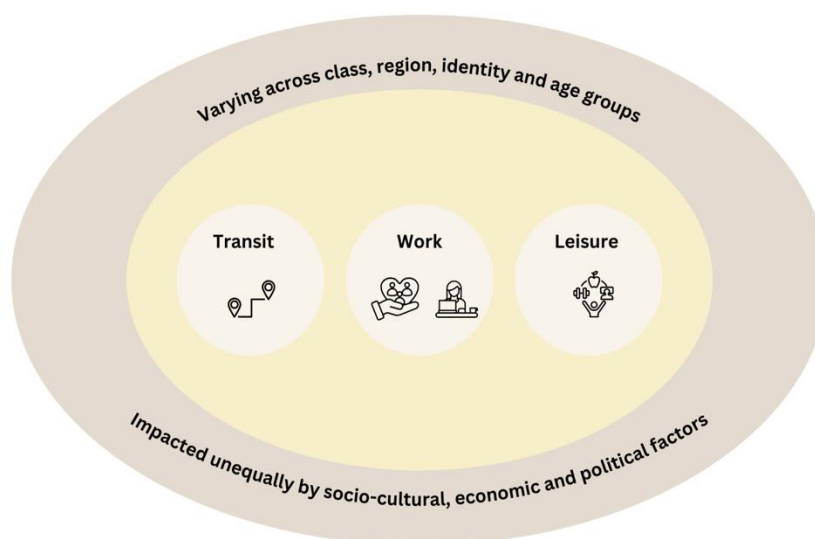 Varying across class, region, identity and age groups
Transit
Work
Leisure
Impacted unequally by socio-cultural, economic and political factors